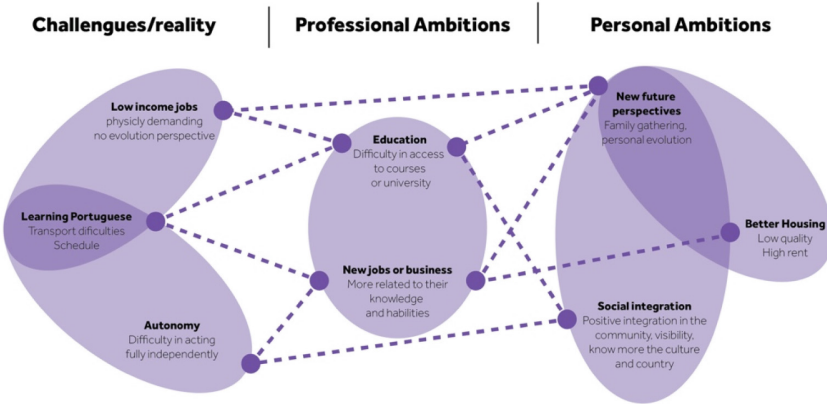 Challengues/reality
Professional Ambitions
Personal Ambitions
Low income jobs
physicly demanding
no evolution perspective
Learning Portuguese
Transport dificulties
Schedule
Autonomy
Difficulty in acting
fully independently
Education
Difficulty in access
to courses
or university
New jobs or business
More related to their
knowledge
and habilities
New future
perspectives
Family gathering,
personal evolution
Better Housing
Low quality
High rent
Social integration
Positive integration in the
community, visibility,
know more the culture
and country